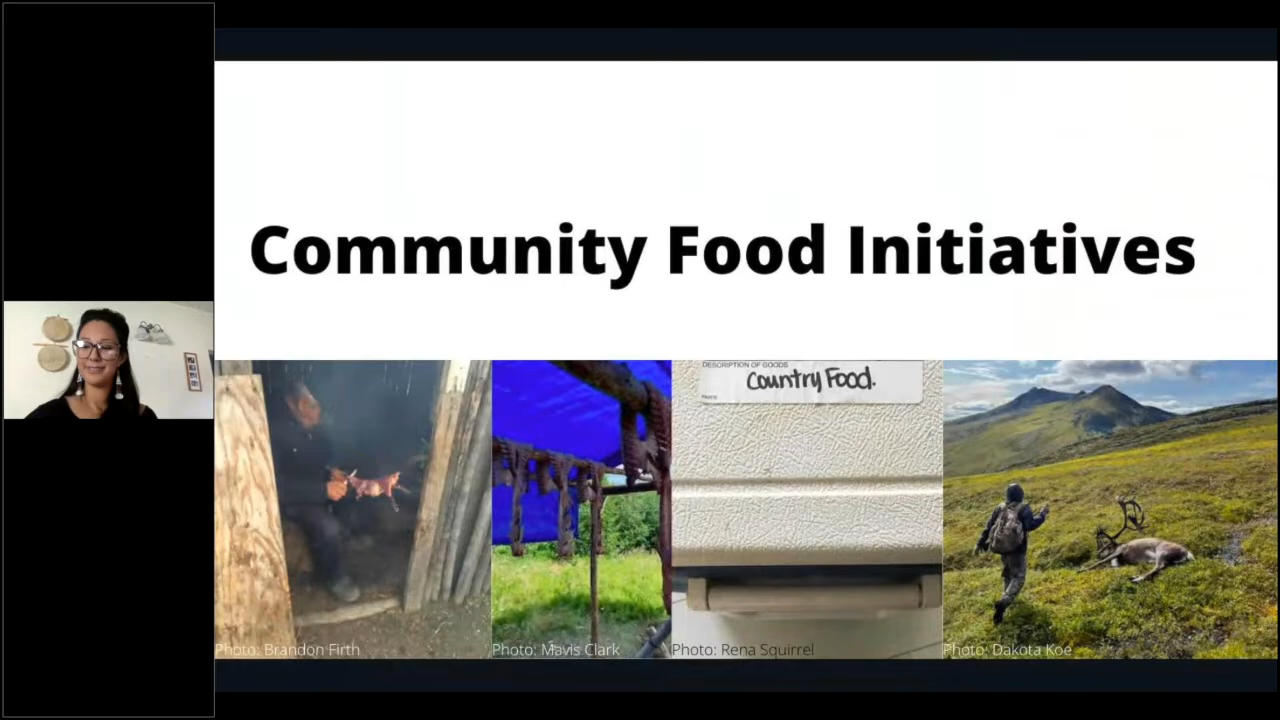 Community Food Initiatives
DESCRIPTION OF GOODS
Country Food.
Photo: Brandon Firth
Photo: Mavis Clark
Photo: Rena Squirrel
Photo: Dakota Koe